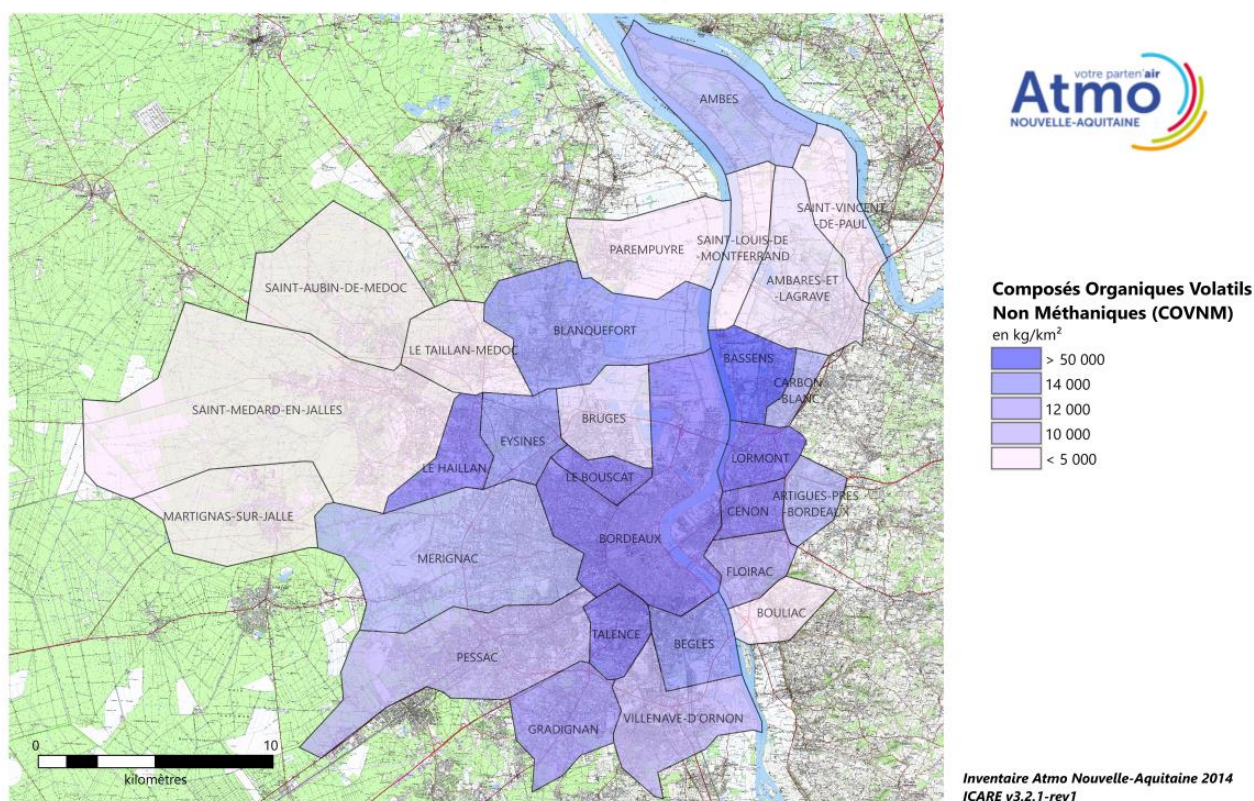 votre parten'air
Atmo
NOUVELLE-AQUITAINE
AMBES
SAINT-VINCENT
-DE-PAUL
PAREMPUYRE
SAINT-LOUIS-DE
-MONTFERRAND
AMBARES-ET
-LAGRAVE
SAINT-AUBIN-DE-MEDOC
BLANQUEFORT
LE TAILLAN-MEDOC
BASSENS
CARBON
-BLANC
SAINT-MEDARD-EN-JALLES
BRUGES
EYSINES
LE HAILLAN
LE BOUSCAT
LORMONT
ARTIGUES-PRES
-BORDEAUX
CENON
MARTIGNAS-SUR-JALLE
BORDEAUX
MERIGNAC
FLOIRAC
BOULIAC
TALENCE
BEGLES
PESSAC
VILLENAVE-D'ORNON
GRADIGNAN
0 10
kilomètres
Composés Organiques Volatils
Non Méthaniques (COVNM)
en kg/km²
> 50 000
14 000
12 000
10 000
< 5 000
Inventaire Atmo Nouvelle-Aquitaine 2014
ICARE v3.2.1-rev1